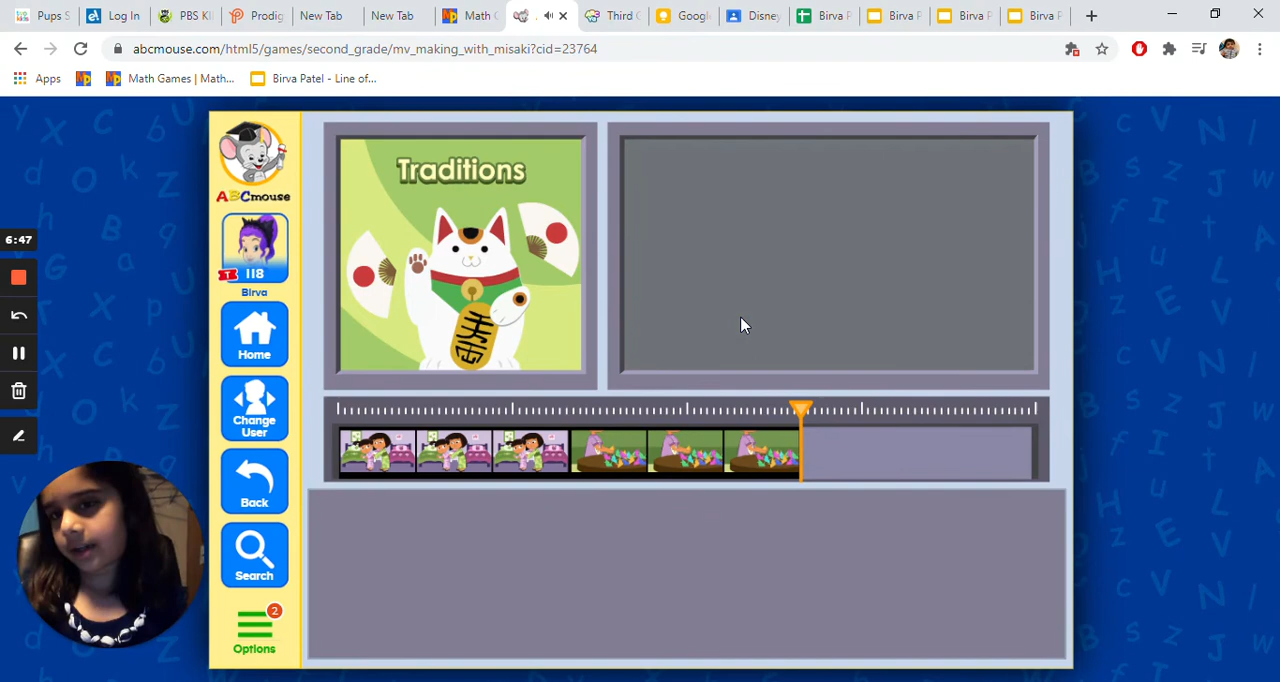 Pups S
Log In
PBS KI
Prodig
New Tab
New Tab
Math G
Third G
Google
Disney
Birva P
Birva P
Birva P
Birva P
abcmouse.com/html5/games/second_grade/mv_making_with_misaki?cid=23764
Apps
Math Games | Math...
Birva Patel - Line of...
Traditions
ABCmouse
6:47
T 118
Birva
Home
Change
User
Back
Search
2
Options